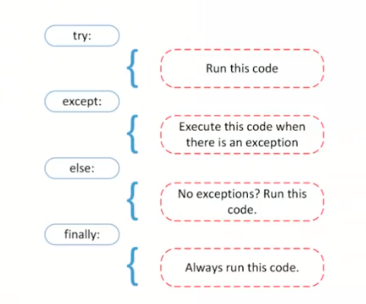 try:
Run this code
except:
Execute this code when
there is an exception
else:
No exceptions? Run this
code.
finally:
Always run this code.